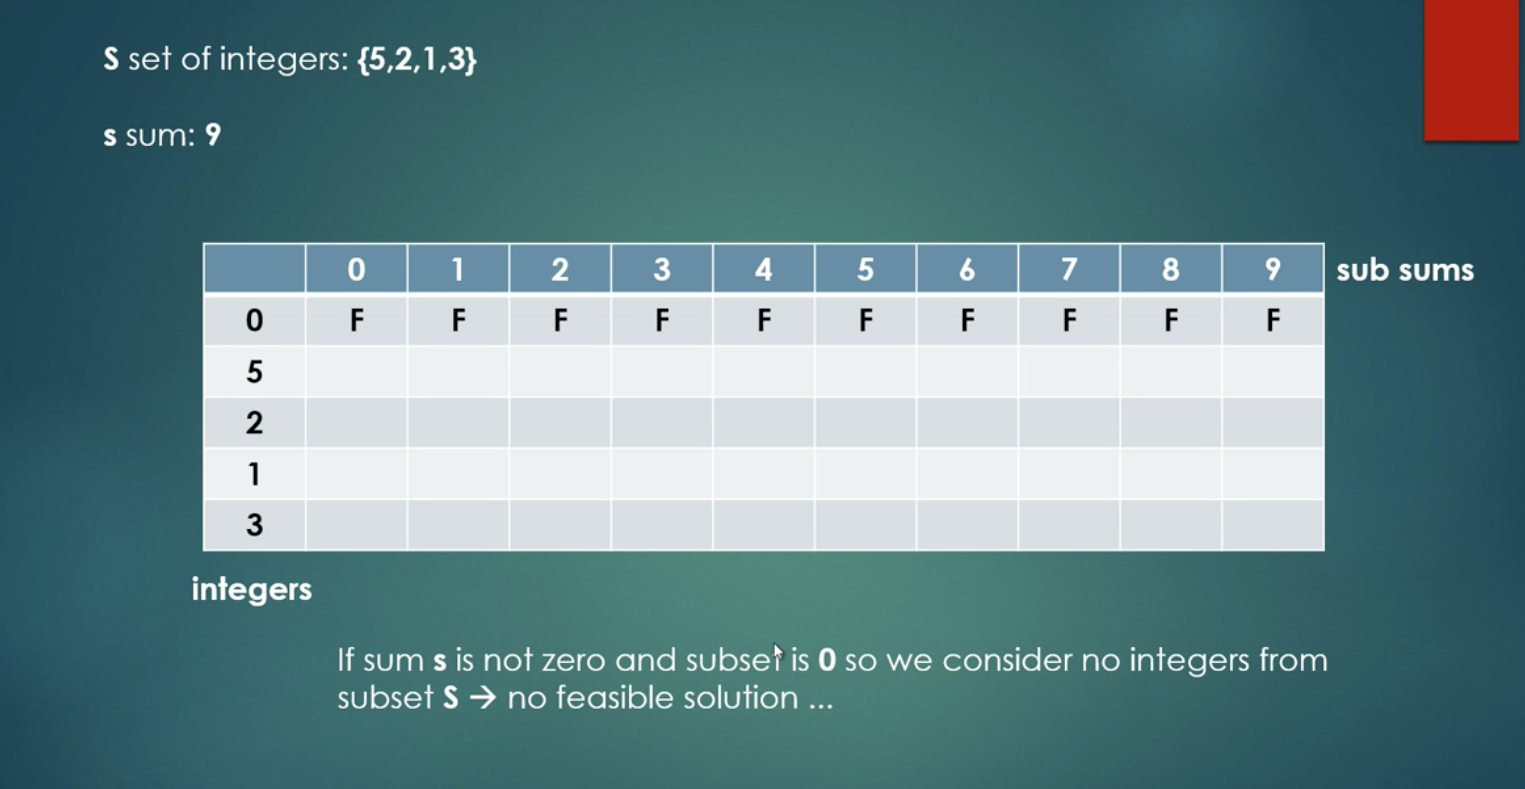 S set of integers: {5,2,1,3}
s sum: 9
0 1 2 3 4 5 6 7 8 9 sub sums
0 F F F F F F F F F F
5
2
1
3
integers
If sum s is not zero and subset is 0 so we consider no integers from
subset S → no feasible solution ...